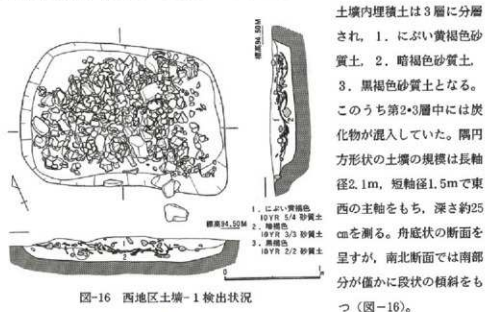 土壙内埋積土は3層に分層
され、1．にぶい黄褐色砂
質土，2．暗褐色砂質土，
3．黒褐色砂質土となる。
このうち第2•3層中には炭
化物が混入していた。隅円
方形状の土壙の規模は長軸
径2.1m，短軸径1.5mで東
西の主軸をもち，深さ約25
cmを測る。舟底状の断面を
呈すが，南北断面では南部
分が僅かに段状の傾斜をも
つ（図-16）。
標高94.50M
標高94.50M
1．にぶい黄褐色
10YR 5/4 砂質土
2．暗褐色
10YR 3/3 砂質土
3．黒褐色
10YR 2/2 砂質土
0
図-16　西地区土壙-1検出状況